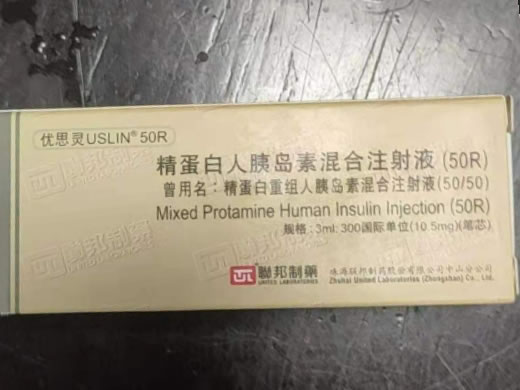 优思灵USLIN® 50R
精蛋白人胰岛素混合注射液(50R)
曾用名：精蛋白重组人胰岛素混合注射液(50/50)
Mixed Protamine Human Insulin Injection (50R)
规格：3ml: 300国际单位(10.5mg)(笔芯)
聯邦制藥
UNITED LABORATORIES
珠海联邦制药股份有限公司中山分公司
Zhuhai United Laboratories (Zhongshan) Co., Ltd.